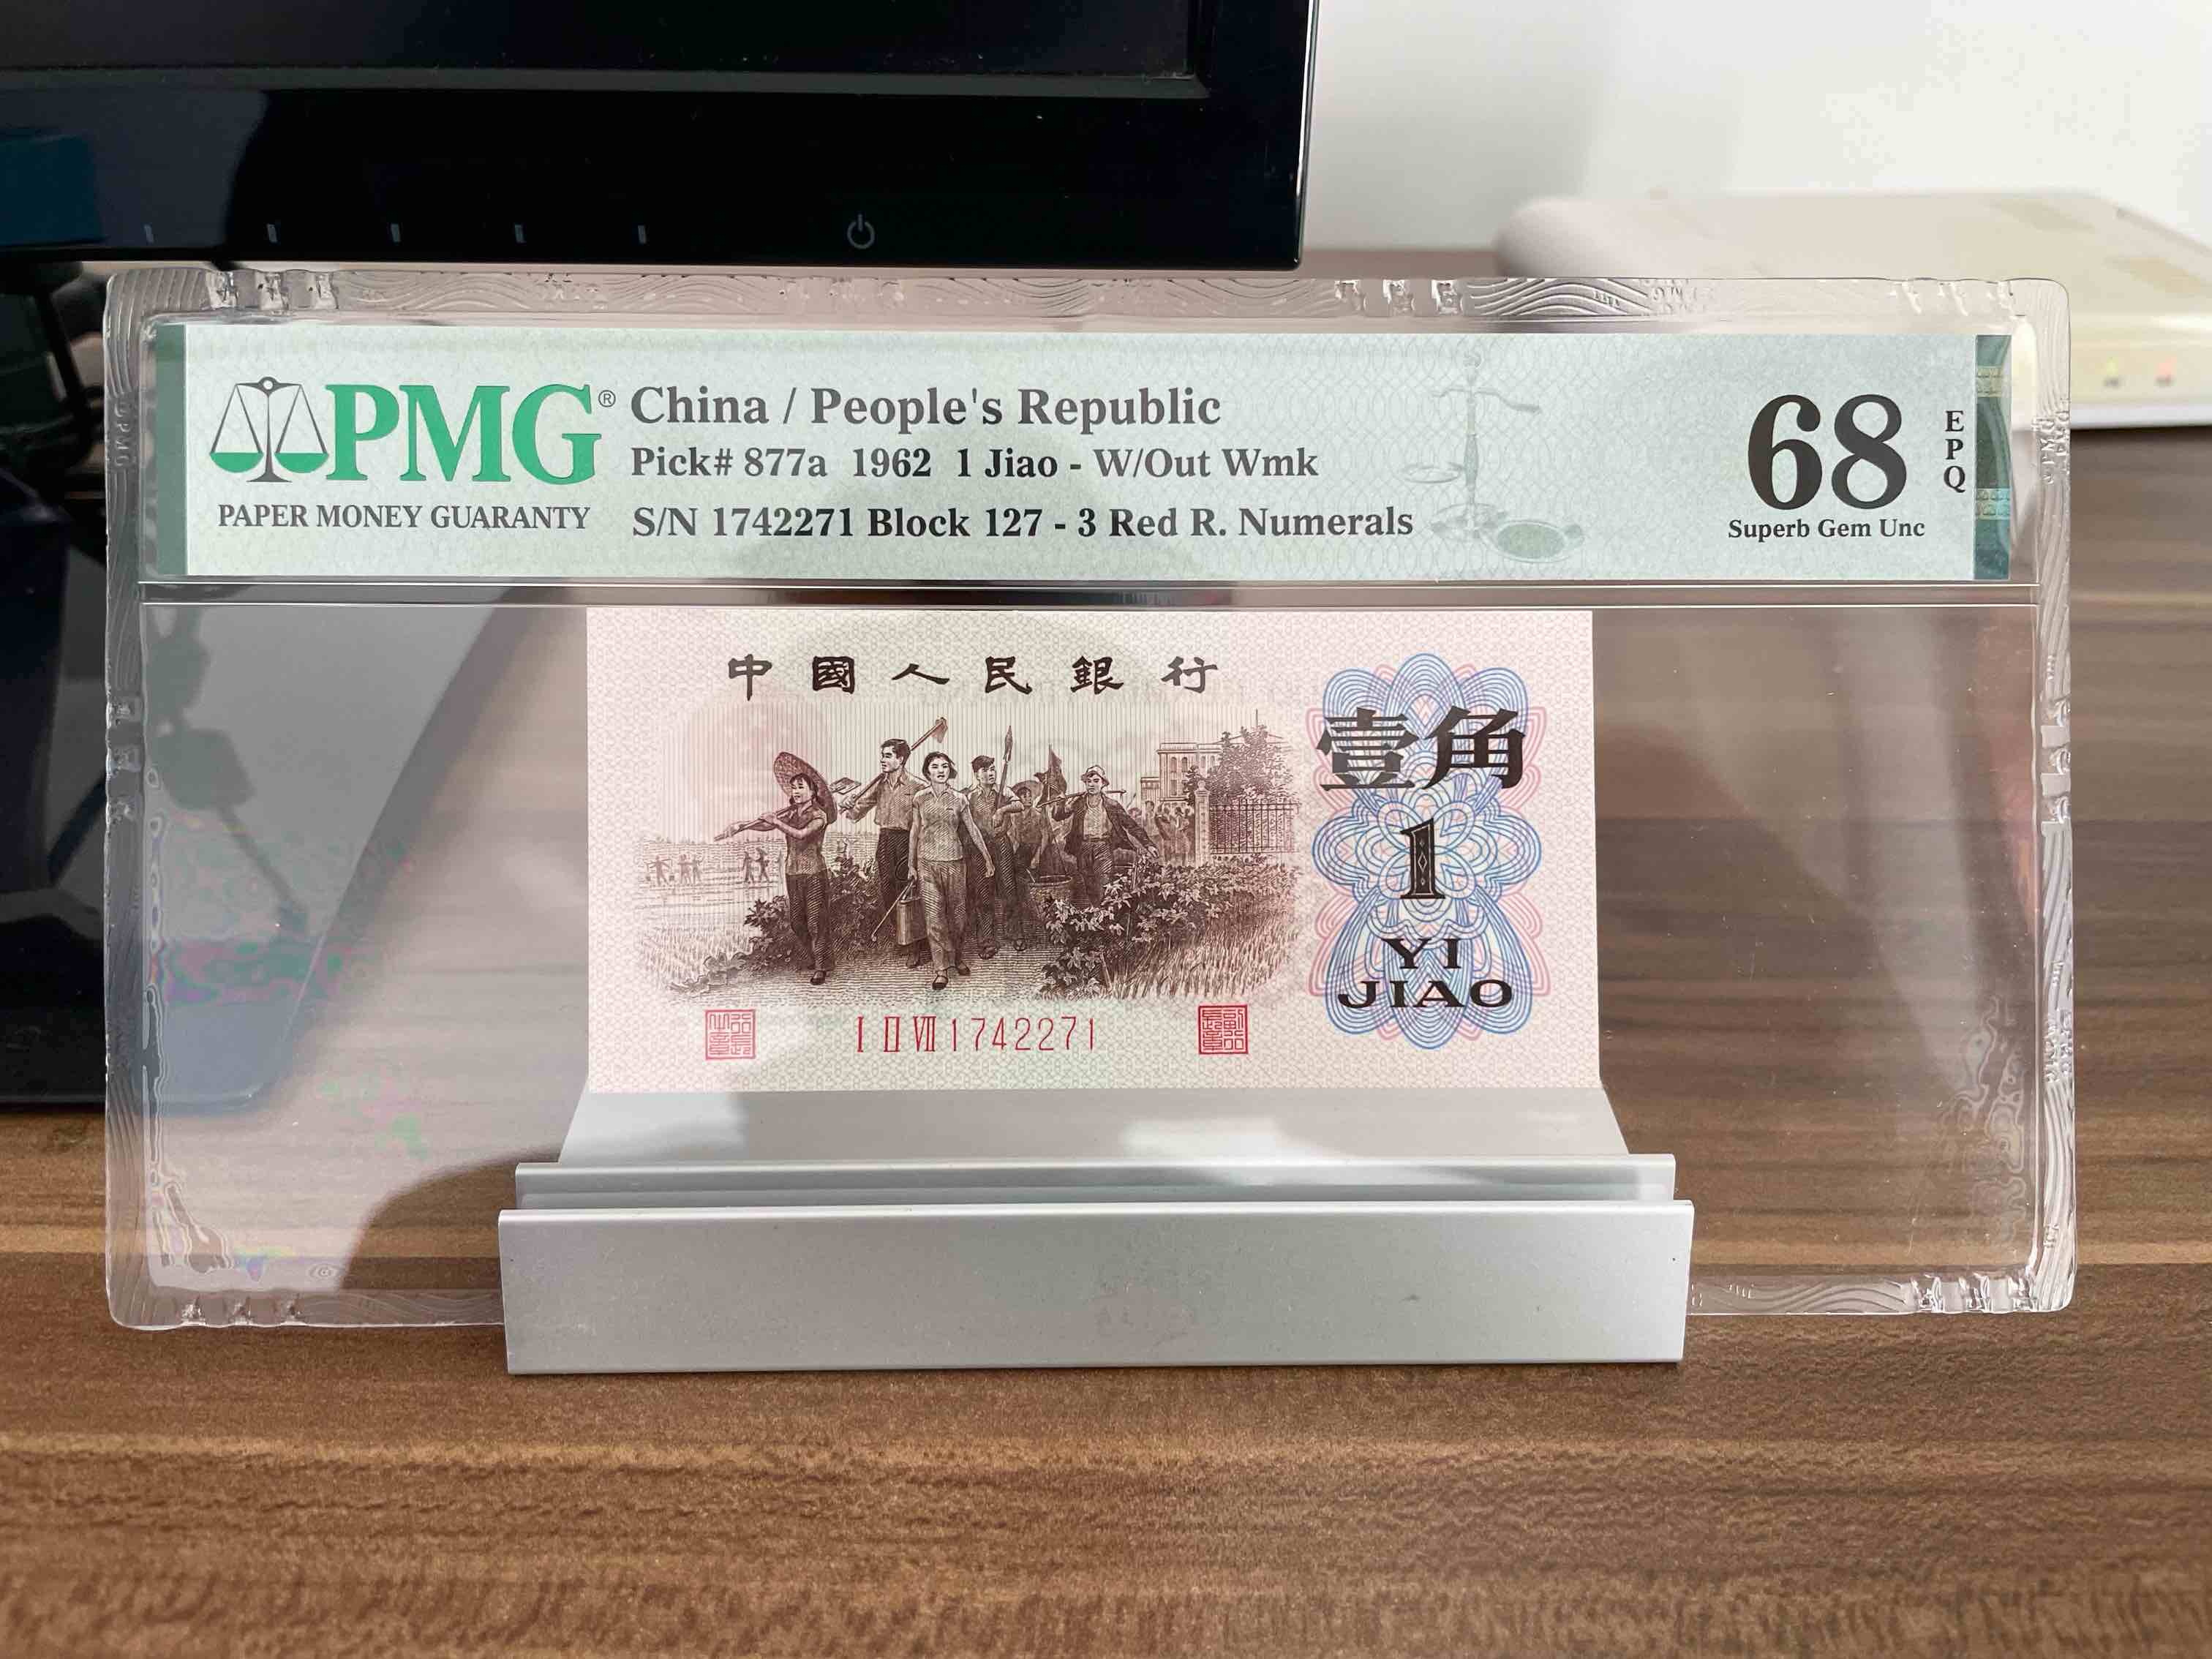 PMG®
PAPER MONEY GUARANTY
China / People's Republic
Pick# 877a 1962 1 Jiao - W/Out Wmk
S/N 1742271 Block 127 - 3 Red R. Numerals
68
EPQ
Superb Gem Unc
中國人民銀行
壹角
1
YI
JIAO
I II VII 1742271